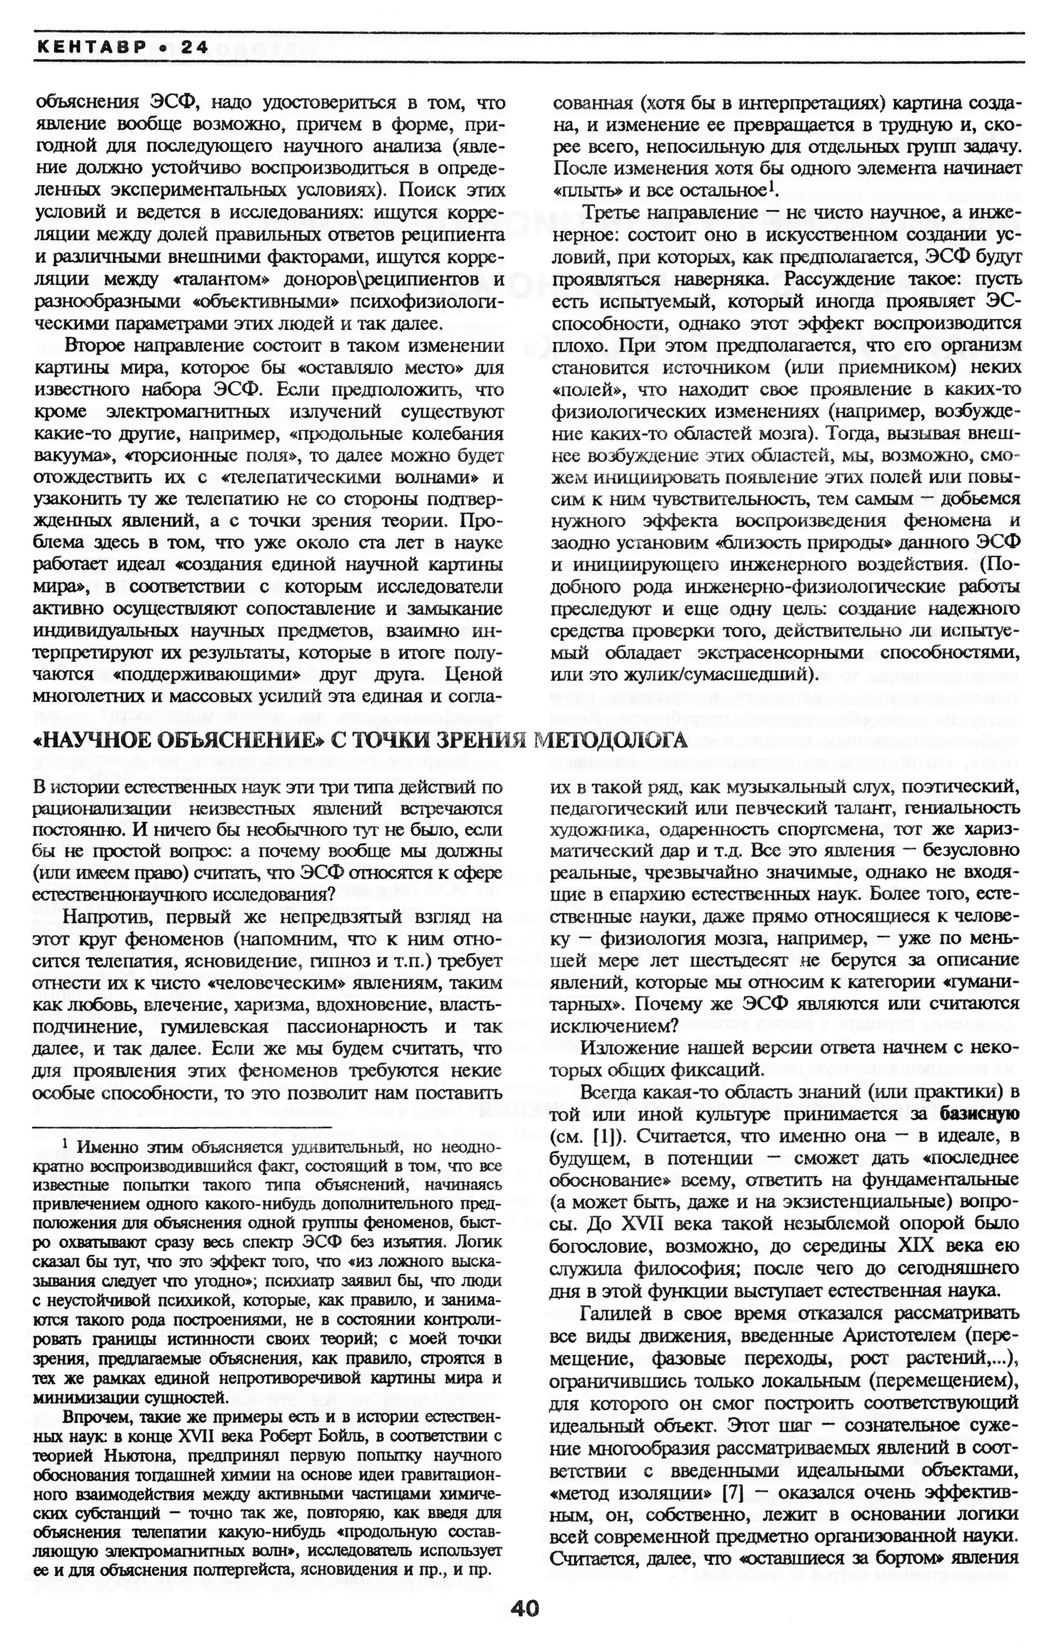 КЕНТАВР • 24
объяснения ЭСФ, надо удостовериться в том, что
явление вообще возможно, причем в форме, при-
годной для последующего научного анализа (явле-
ние должно устойчиво воспроизводиться в опреде-
ленных экспериментальных условиях). Поиск этих
условий и ведется в исследованиях: ищутся корре-
ляции между долей правильных ответов реципиента
и различными внешними факторами, ищутся корре-
ляции между «талантом» доноров\реципиентов и
разнообразными «объективными» психофизиологи-
ческими параметрами этих людей и так далее.
Второе направление состоит в таком изменении
картины мира, которое бы «оставляло место» для
известного набора ЭСФ. Если предположить, что
кроме электромагнитных излучений существуют
какие-то другие, например, «продольные колебания
вакуума», «торсионные поля», то далее можно будет
отождествить их с «телепатическими волнами» и
узаконить ту же телепатию не со стороны подтвер-
жденных явлений, а с точки зрения теории. Про-
блема здесь в том, что уже около ста лет в науке
работает идеал «создания единой научной картины
мира», в соответствии с которым исследователи
активно осуществляют сопоставление и замыкание
индивидуальных научных предметов, взаимно ин-
терпретируют их результаты, которые в итоге полу-
чаются «поддерживающими» друг друга. Ценой
многолетних и массовых усилий эта единая и согла-
сованная (хотя бы в интерпретациях) картина созда-
на, и изменение ее превращается в трудную и, ско-
рее всего, непосильную для отдельных групп задачу.
После изменения хотя бы одного элемента начинает
«плыть» и все остальное¹.
Третье направление — не чисто научное, а инже-
нерное: состоит оно в искусственном создании ус-
ловий, при которых, как предполагается, ЭСФ будут
проявляться наверняка. Рассуждение такое: пусть
есть испытуемый, который иногда проявляет ЭС-
способности, однако этот эффект воспроизводится
плохо. При этом предполагается, что его организм
становится источником (или приемником) неких
«полей», что находит свое проявление в каких-то
физиологических изменениях (например, возбужде-
ние каких-то областей мозга). Тогда, вызывая внеш-
нее возбуждение этих областей, мы, возможно, смо-
жем инициировать появление этих полей или повы-
сим к ним чувствительность, тем самым — добьемся
нужного эффекта воспроизведения феномена и
заодно установим «близость природы» данного ЭСФ
и инициирующего инженерного воздействия. (По-
добного рода инженерно-физиологические работы
преследуют и еще одну цель: создание надежного
средства проверки того, действительно ли испытуе-
мый обладает экстрасенсорными способностями,
или это жулик/сумасшедший).
«НАУЧНОЕ ОБЪЯСНЕНИЕ» С ТОЧКИ ЗРЕНИЯ МЕТОДОЛОГА
В истории естественных наук эти три типа действий по
рационализации неизвестных явлений встречаются
постоянно. И ничего бы необычного тут не было, если
бы не простой вопрос: а почему вообще мы должны
(или имеем право) считать, что ЭСФ относятся к сфере
естественнонаучного исследования?
Напротив, первый же непредвзятый взгляд на
этот круг феноменов (напомним, что к ним отно-
сится телепатия, ясновидение, гипноз и т.п.) требует
отнести их к чисто «человеческим» явлениям, таким
как любовь, влечение, харизма, вдохновение, власть-
подчинение, гумилевская пассионарность и так
далее, и так далее. Если же мы будем считать, что
для проявления этих феноменов требуются некие
особые способности, то это позволит нам поставить
их в такой ряд, как музыкальный слух, поэтический,
педагогический или певческий талант, гениальность
художника, одаренность спортсмена, тот же хариз-
матический дар и т.д. Все это явления — безусловно
реальные, чрезвычайно значимые, однако не входя-
щие в епархию естественных наук. Более того, есте-
ственные науки, даже прямо относящиеся к челове-
ку — физиология мозга, например, — уже по мень-
шей мере лет шестьдесят не берутся за описание
явлений, которые мы относим к категории «гумани-
тарных». Почему же ЭСФ являются или считаются
исключением?
Изложение нашей версии ответа начнем с неко-
торых общих фиксаций.
Всегда какая-то область знаний (или практики) в
той или иной культуре принимается за базисную
(см. [1]). Считается, что именно она — в идеале, в
будущем, в потенции — сможет дать «последнее
обоснование» всему, ответить на фундаментальные
(а может быть, даже и на экзистенциальные) вопро-
сы. До XVII века такой незыблемой опорой было
богословие, возможно, до середины XIX века ею
служила философия; после чего до сегодняшнего
дня в этой функции выступает естественная наука.
Галилей в свое время отказался рассматривать
все виды движения, введенные Аристотелем (пере-
мещение, фазовые переходы, рост растений,...),
ограничившись только локальным (перемещением),
для которого он смог построить соответствующий
идеальный объект. Этот шаг — сознательное суже-
ние многообразия рассматриваемых явлений в соот-
ветствии с введенными идеальными объектами,
«метод изоляции» [7] — оказался очень эффектив-
ным, он, собственно, лежит в основании логики
всей современной предметно организованной науки.
Считается, далее, что «оставшиеся за бортом» явления
¹ Именно этим объясняется удивительный, но неодно-
кратно воспроизводившийся факт, состоящий в том, что все
известные попытки такого типа объяснений, начинаясь
привлечением одного какого-нибудь дополнительного пред-
положения для объяснения одной группы феноменов, быст-
ро охватывают сразу весь спектр ЭСФ без изъятия. Логик
сказал бы тут, что это эффект того, что «из ложного выска-
зывания следует что угодно»; психиатр заявил бы, что люди
с неустойчивой психикой, которые, как правило, и занима-
ются такого рода построениями, не в состоянии контроли-
ровать границы истинности своих теорий; с моей точки
зрения, предлагаемые объяснения, как правило, строятся в
тех же рамках единой непротиворечивой картины мира и
минимизации сущностей.
Впрочем, такие же примеры есть и в истории естествен-
ных наук: в конце XVII века Роберт Бойль, в соответствии с
теорией Ньютона, предпринял первую попытку научного
обоснования тогдашней химии на основе идеи гравитацион-
ного взаимодействия между активными частицами химиче-
ских субстанций — точно так же, повторяю, как введя для
объяснения телепатии какую-нибудь «продольную состав-
ляющую электромагнитных волн», исследователь использует
ее и для объяснения полтергейста, ясновидения и пр., и пр.
40